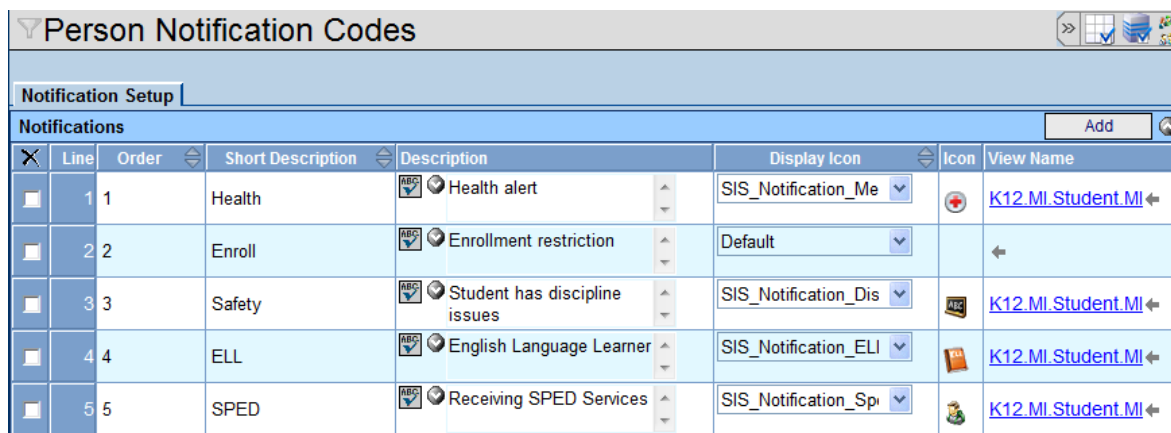 Person Notification Codes
Notification Setup
Notifications Add
X Line Order Short Description Description Display Icon Icon View Name
1 1 Health Health alert SIS_Notification_Me K12.MI.Student.MI
2 2 Enroll Enrollment restriction Default
3 3 Safety Student has discipline
issues SIS_Notification_Dis K12.MI.Student.MI
4 4 ELL English Language Learner SIS_Notification_ELI K12.MI.Student.MI
5 5 SPED Receiving SPED Services SIS_Notification_Spe K12.MI.Student.MI